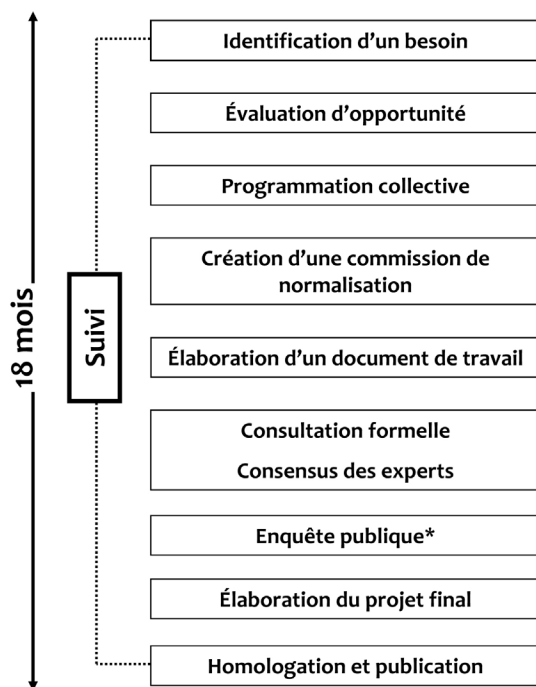 Identification d'un besoin
Évaluation d'opportunité
Programmation collective
Création d'une commission de
normalisation
Élaboration d'un document de travail
Consultation formelle
Consensus des experts
Enquête publique*
Élaboration du projet final
Homologation et publication
Suivi
18 mois